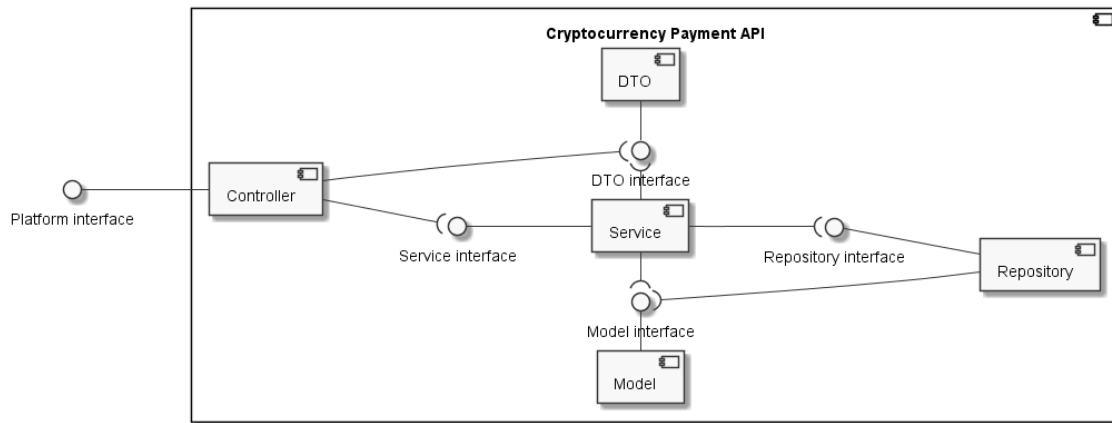 Cryptocurrency Payment API
DTO
DTO interface
Controller
Platform interface
Service interface
Service
Repository interface
Repository
Model interface
Model